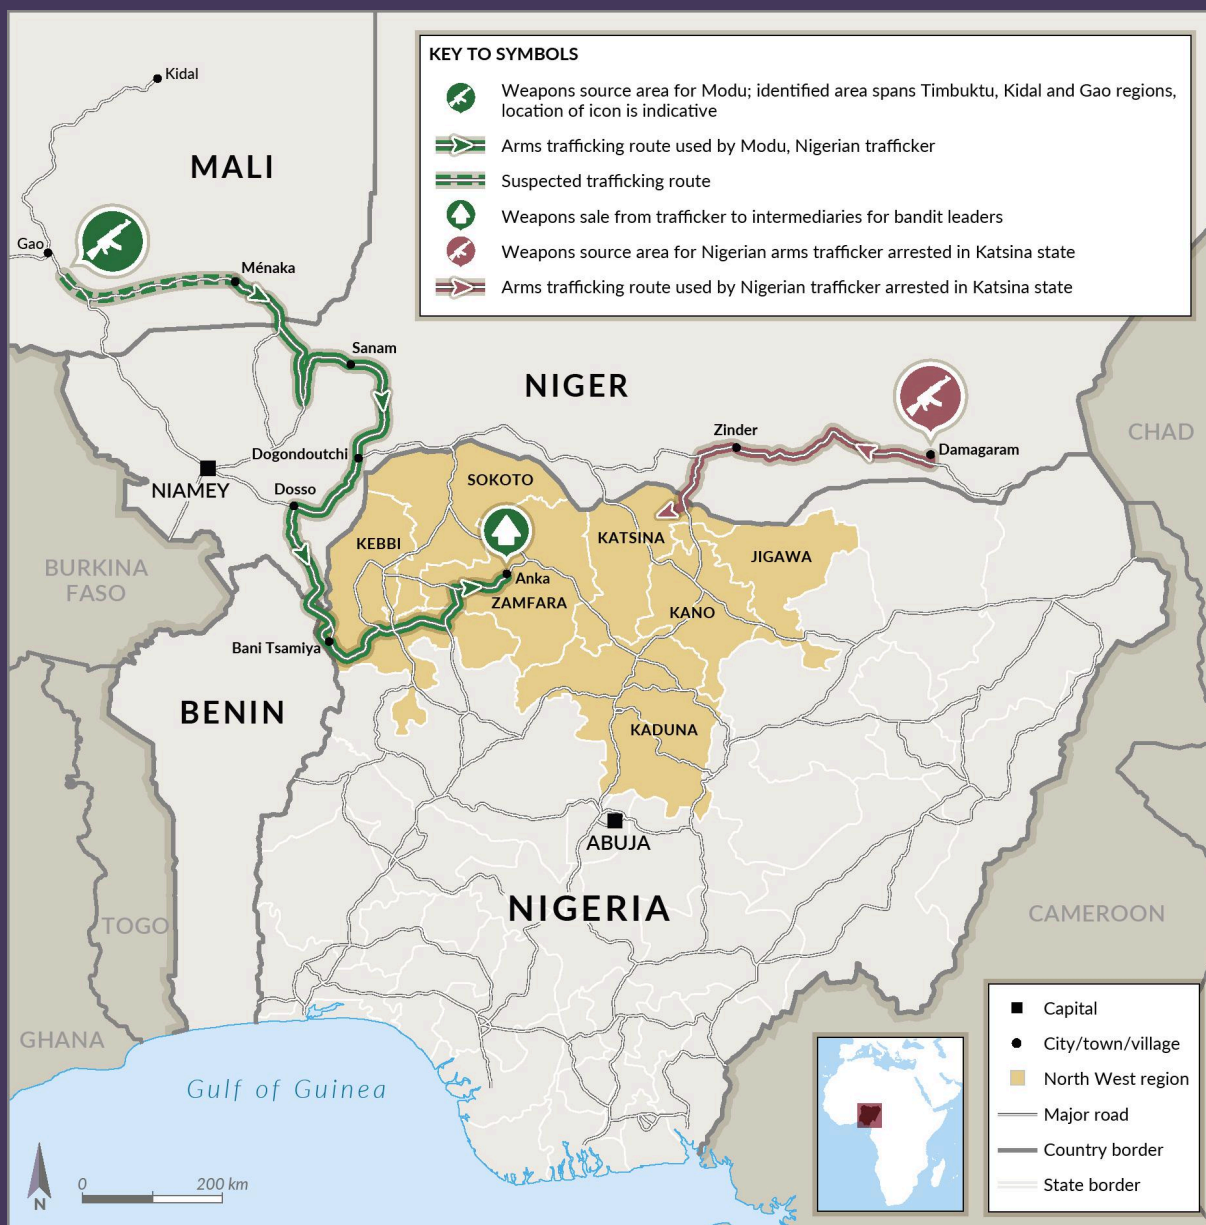 KEY TO SYMBOLS
Weapons source area for Modu; identified area spans Timbuktu, Kidal and Gao regions,
location of icon is indicative
Arms trafficking route used by Modu, Nigerian trafficker
Suspected trafficking route
Weapons sale from trafficker to intermediaries for bandit leaders
Weapons source area for Nigerian arms trafficker arrested in Katsina state
Arms trafficking route used by Nigerian trafficker arrested in Katsina state
Kidal
MALI
Gao
Ménaka
Sanam
NIGER
CHAD
Zinder
Damagaram
Dogondoutchi
NIAMEY
Dosso
SOKOTO
KEBBI
KATSINA
JIGAWA
BURKINA
FASO
Anka
ZAMFARA
KANO
Bani Tsamiya
BENIN
KADUNA
ABUJA
NIGERIA
TOGO
CAMEROON
GHANA
Gulf of Guinea
Capital
City/town/village
North West region
Major road
Country border
State border
N
0
200 km